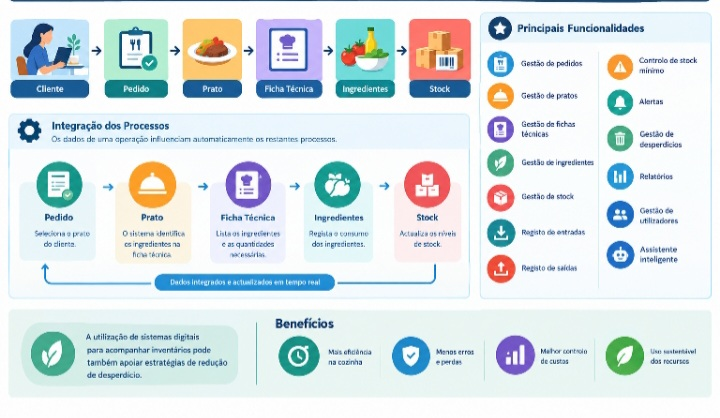 Cliente
Pedido
Prato
Ficha Técnica
Ingredientes
Stock
Integração dos Processos
Os dados de uma operação influenciam automaticamente os restantes processos.
Pedido
Seleciona o prato
do cliente.
Prato
O sistema identifica
os ingredientes na
ficha técnica.
Ficha Técnica
Lista os ingredientes
e as quantidades
necessárias.
Ingredientes
Regista o consumo
dos ingredientes.
Stock
Actualiza os níveis
de stock.
Dados integrados e actualizados em tempo real
Principais Funcionalidades
Gestão de pedidos
Gestão de pratos
Gestão de fichas
técnicas
Gestão de ingredientes
Gestão de stock
Registo de entradas
Registo de saídas
Controlo de stock
mínimo
Alertas
Gestão de
desperdícios
Relatórios
Gestão de
utilizadores
Assistente
inteligente
A utilização de sistemas digitais
para acompanhar inventários pode
também apoiar estratégias de redução
de desperdício.
Benefícios
Mais eficiência
na cozinha
Menos erros
e perdas
Melhor controlo
de custos
Uso sustentável
dos recursos